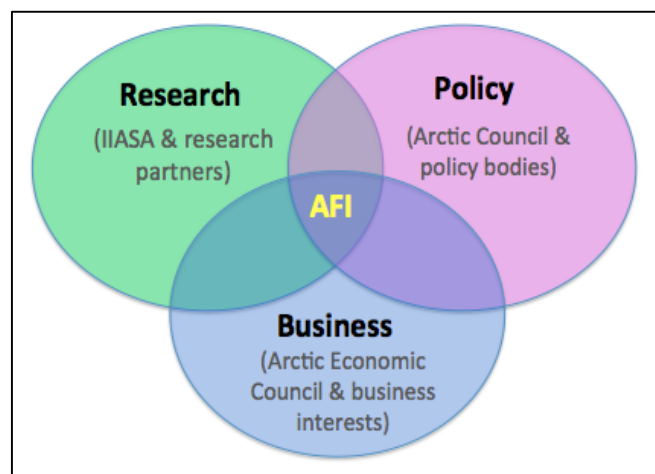 Research
(IIASA & research
partners)
Policy
(Arctic Council &
policy bodies)
AFI
Business
(Arctic Economic
Council & business
interests)